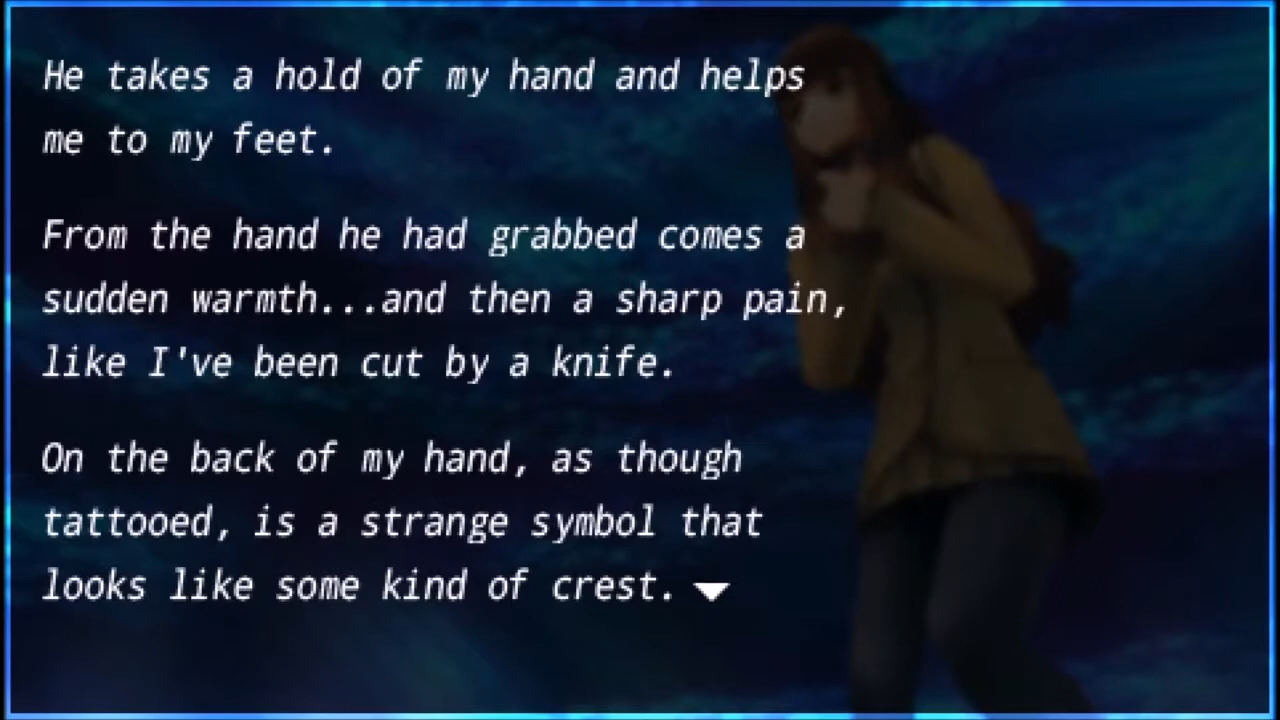 He takes a hold of my hand and helps
me to my feet.
From the hand he had grabbed comes a
sudden warmth...and then a sharp pain,
like I've been cut by a knife.
On the back of my hand, as though
tattooed, is a strange symbol that
looks like some kind of crest.